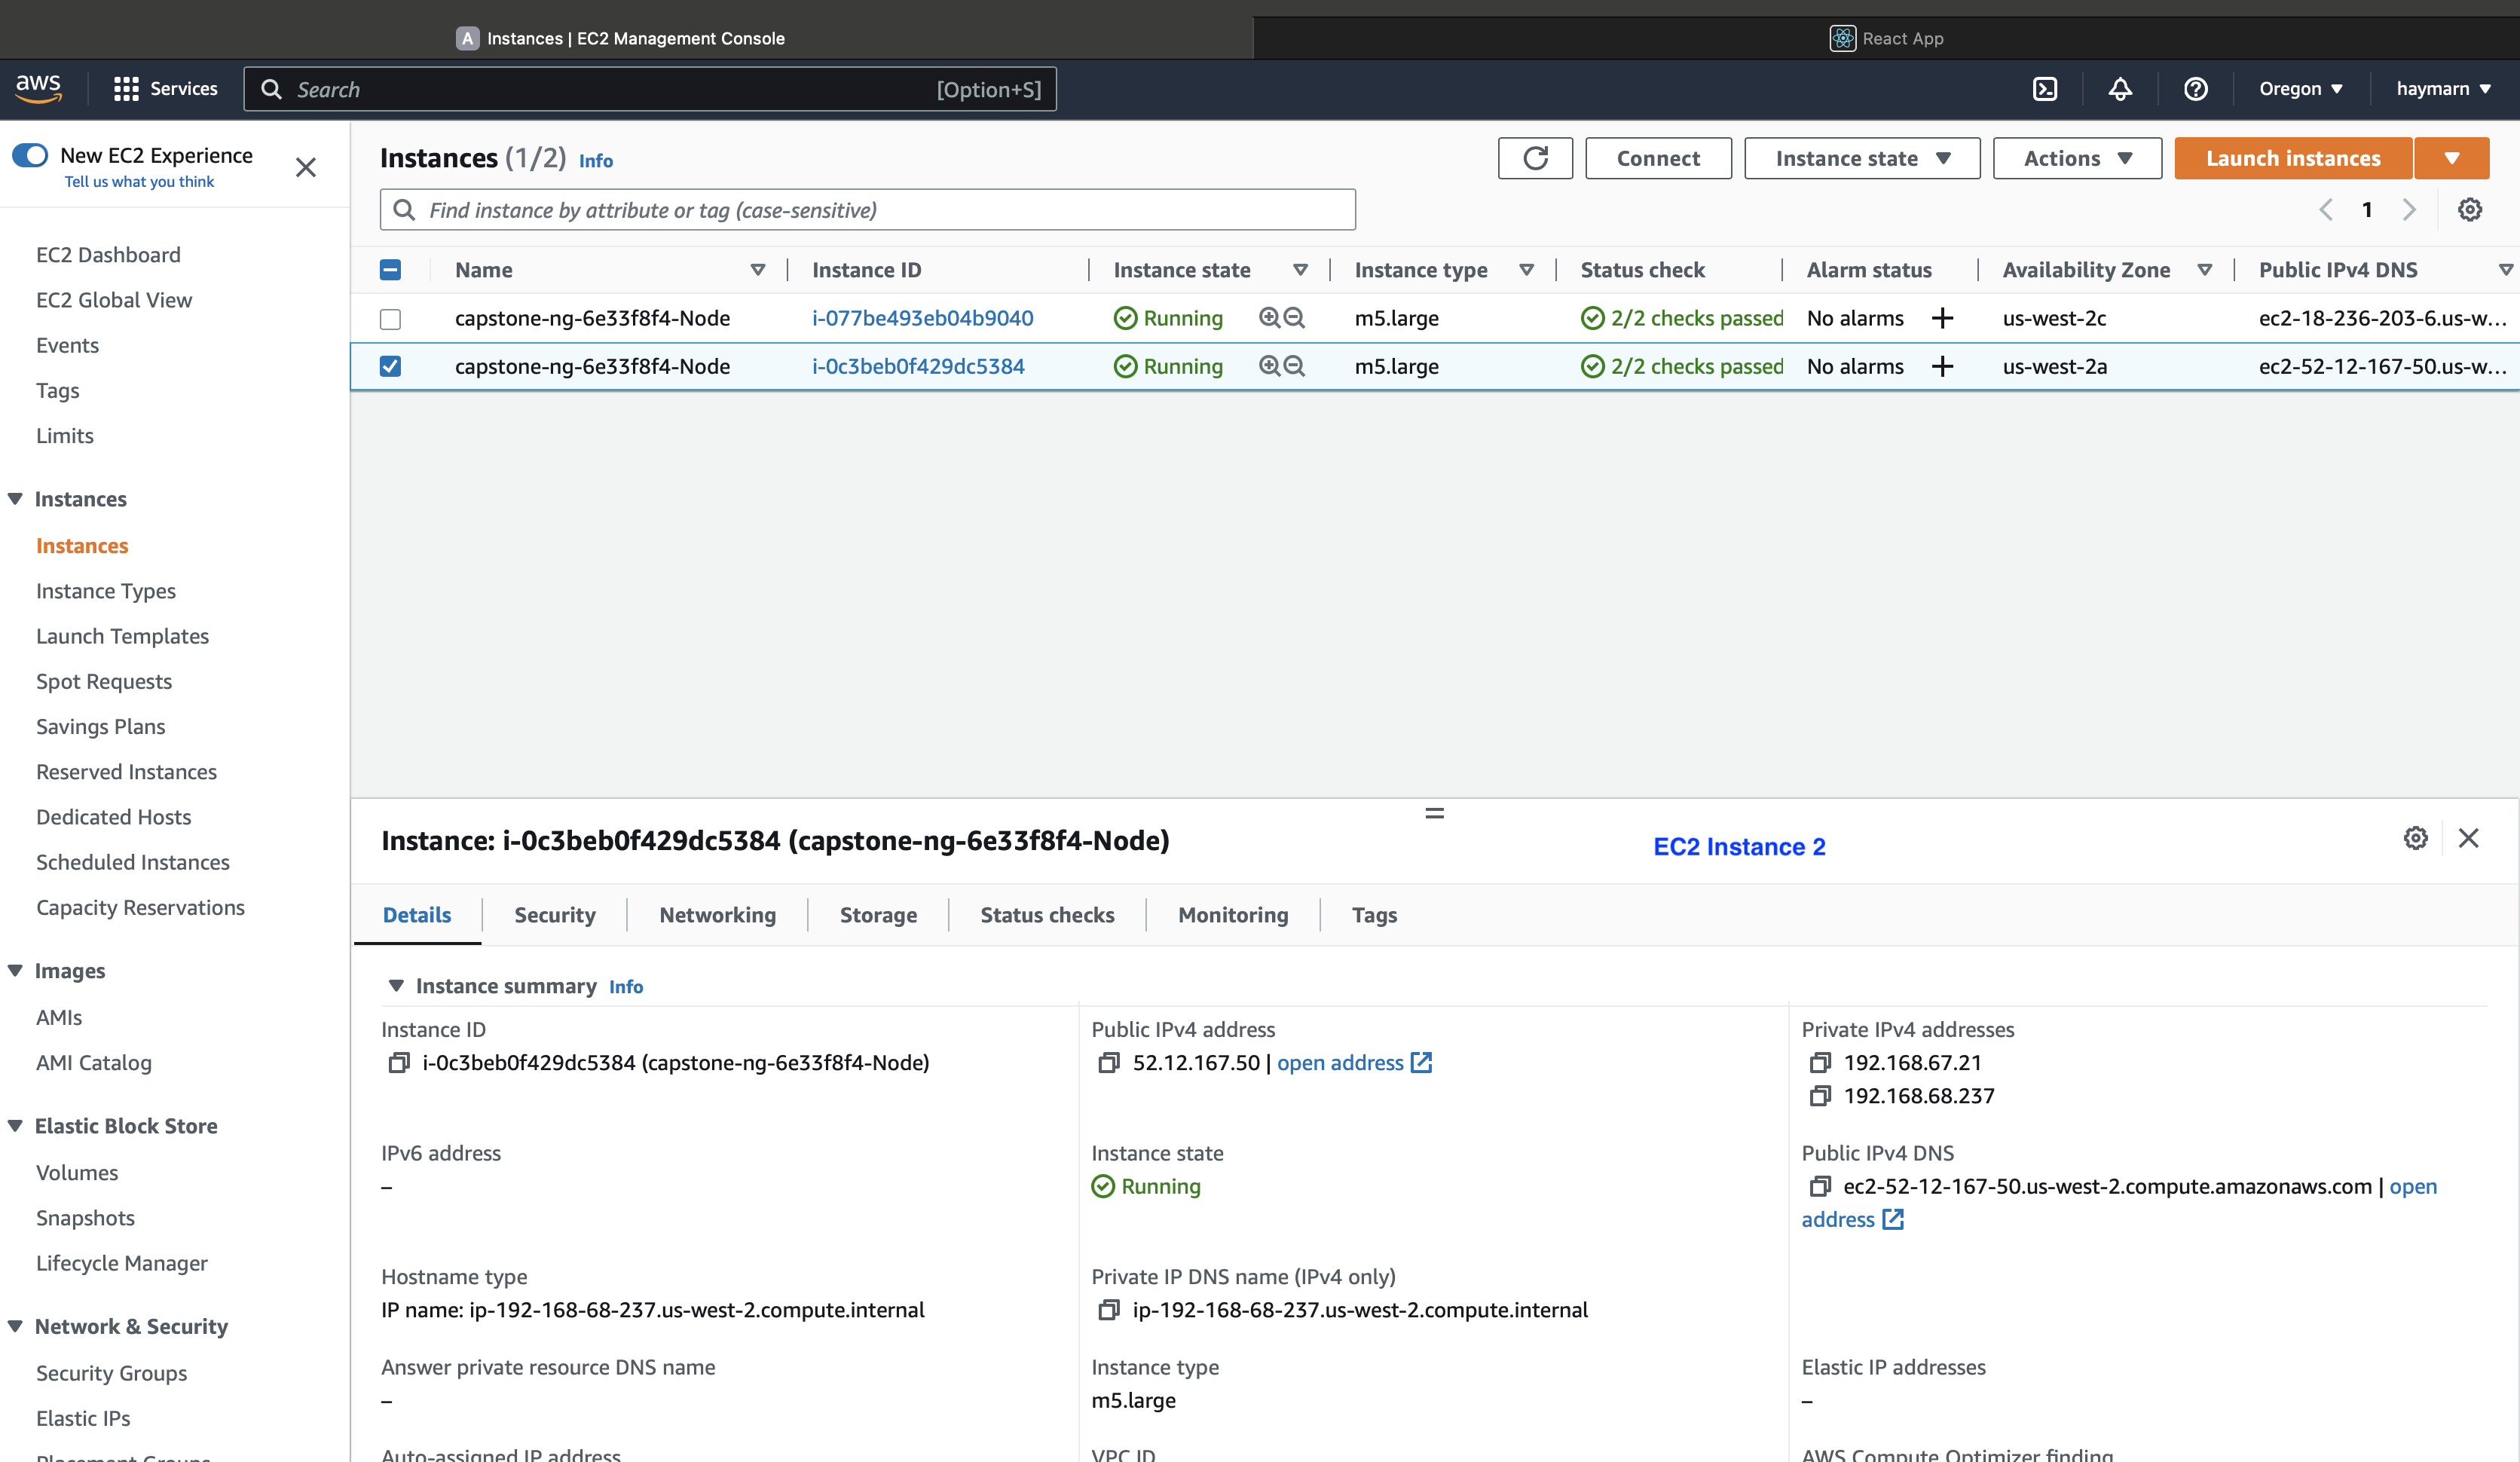 A Instances | EC2 Management Console
React App
aws Services Search [Option+S] Oregon haymarn
New EC2 Experience
Tell us what you think
EC2 Dashboard
EC2 Global View
Events
Tags
Limits
Instances
Instances
Instance Types
Launch Templates
Spot Requests
Savings Plans
Reserved Instances
Dedicated Hosts
Scheduled Instances
Capacity Reservations
Images
AMIs
AMI Catalog
Elastic Block Store
Volumes
Snapshots
Lifecycle Manager
Network & Security
Security Groups
Elastic IPs
Placement Groups
Instances (1/2) Info Connect Instance state Actions Launch instances
Find instance by attribute or tag (case-sensitive) 1
Name Instance ID Instance state Instance type Status check Alarm status Availability Zone Public IPv4 DNS
capstone-ng-6e33f8f4-Node i-077be493eb04b9040 Running m5.large 2/2 checks passed No alarms + us-west-2c ec2-18-236-203-6.us-w...
capstone-ng-6e33f8f4-Node i-0c3beb0f429dc5384 Running m5.large 2/2 checks passed No alarms + us-west-2a ec2-52-12-167-50.us-w...
Instance: i-0c3beb0f429dc5384 (capstone-ng-6e33f8f4-Node) EC2 Instance 2
Details Security Networking Storage Status checks Monitoring Tags
Instance summary Info
Instance ID
i-0c3beb0f429dc5384 (capstone-ng-6e33f8f4-Node)
Public IPv4 address
52.12.167.50 | open address
Private IPv4 addresses
192.168.67.21
192.168.68.237
IPv6 address
–
Instance state
Running
Public IPv4 DNS
ec2-52-12-167-50.us-west-2.compute.amazonaws.com | open
address
Hostname type
IP name: ip-192-168-68-237.us-west-2.compute.internal
Private IP DNS name (IPv4 only)
ip-192-168-68-237.us-west-2.compute.internal
Answer private resource DNS name
–
Instance type
m5.large
Elastic IP addresses
–
Auto-assigned IP address
VPC ID
AWS Compute Optimizer finding